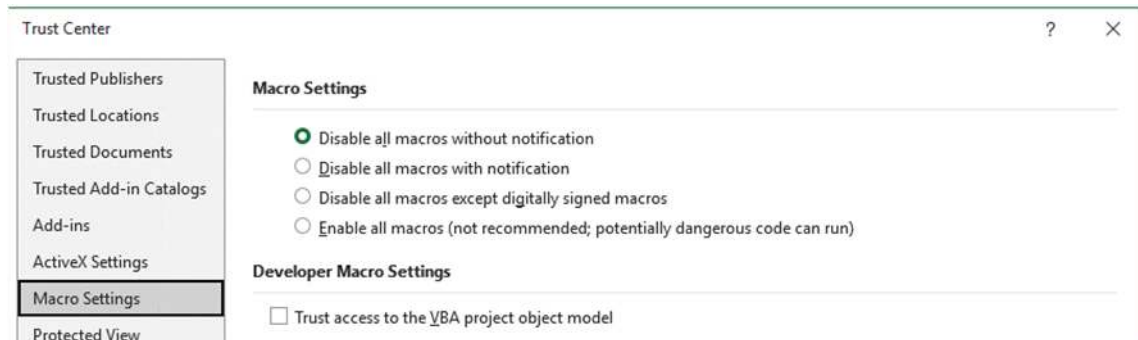 Trust Center
?
Trusted Publishers
Trusted Locations
Trusted Documents
Trusted Add-in Catalogs
Add-ins
ActiveX Settings
Macro Settings
Protected View
Macro Settings
Disable all macros without notification
Disable all macros with notification
Disable all macros except digitally signed macros
Enable all macros (not recommended; potentially dangerous code can run)
Developer Macro Settings
Trust access to the VBA project object model